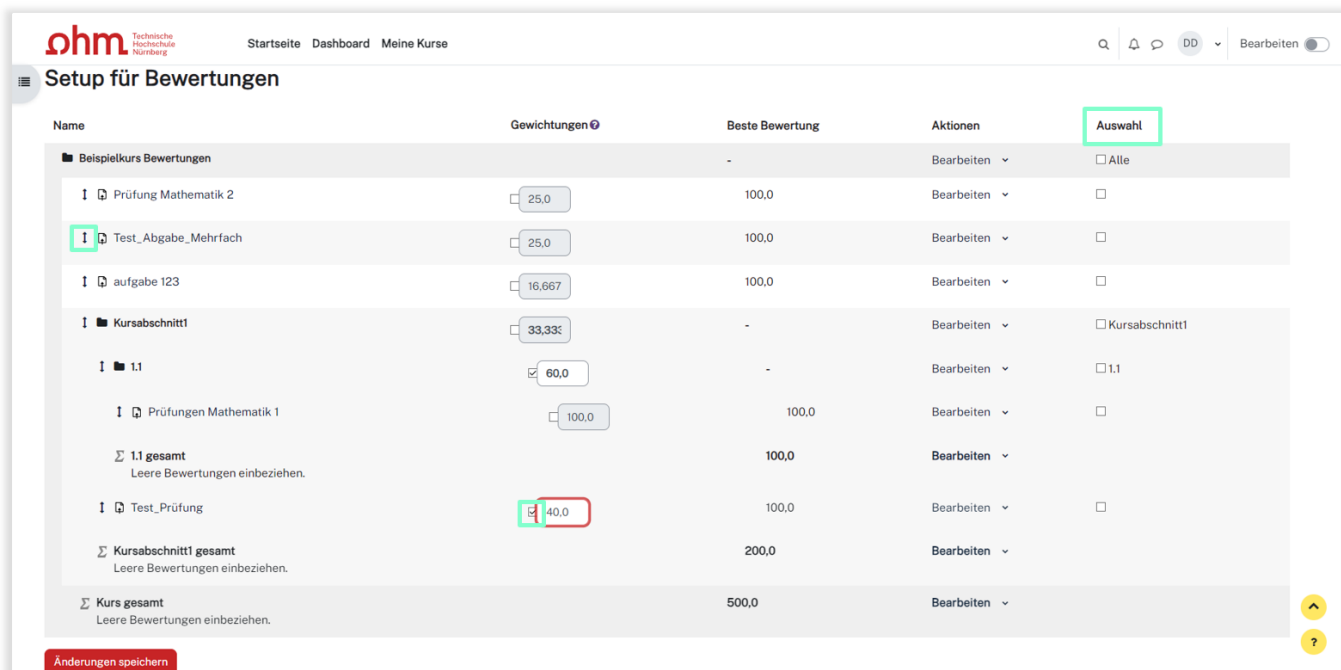 ohm Technische
Hochschule
Nürnberg
Startseite Dashboard Meine Kurse DD Bearbeiten
Setup für Bewertungen
Name Gewichtungen ? Beste Bewertung Aktionen Auswahl
Beispielkurs Bewertungen - Bearbeiten Alle
Prüfung Mathematik 2 25,0 100,0 Bearbeiten
Test_Abgabe_Mehrfach 25,0 100,0 Bearbeiten
aufgabe 123 16,667 100,0 Bearbeiten
Kursabschnitt1 33,333 - Bearbeiten Kursabschnitt1
1.1 60,0 - Bearbeiten 1.1
Prüfungen Mathematik 1 100,0 100,0 Bearbeiten
∑ 1.1 gesamt 100,0 Bearbeiten
Leere Bewertungen einbeziehen.
Test_Prüfung 40,0 100,0 Bearbeiten
∑ Kursabschnitt1 gesamt 200,0 Bearbeiten
Leere Bewertungen einbeziehen.
∑ Kurs gesamt 500,0 Bearbeiten
Leere Bewertungen einbeziehen.
?
Änderungen speichern